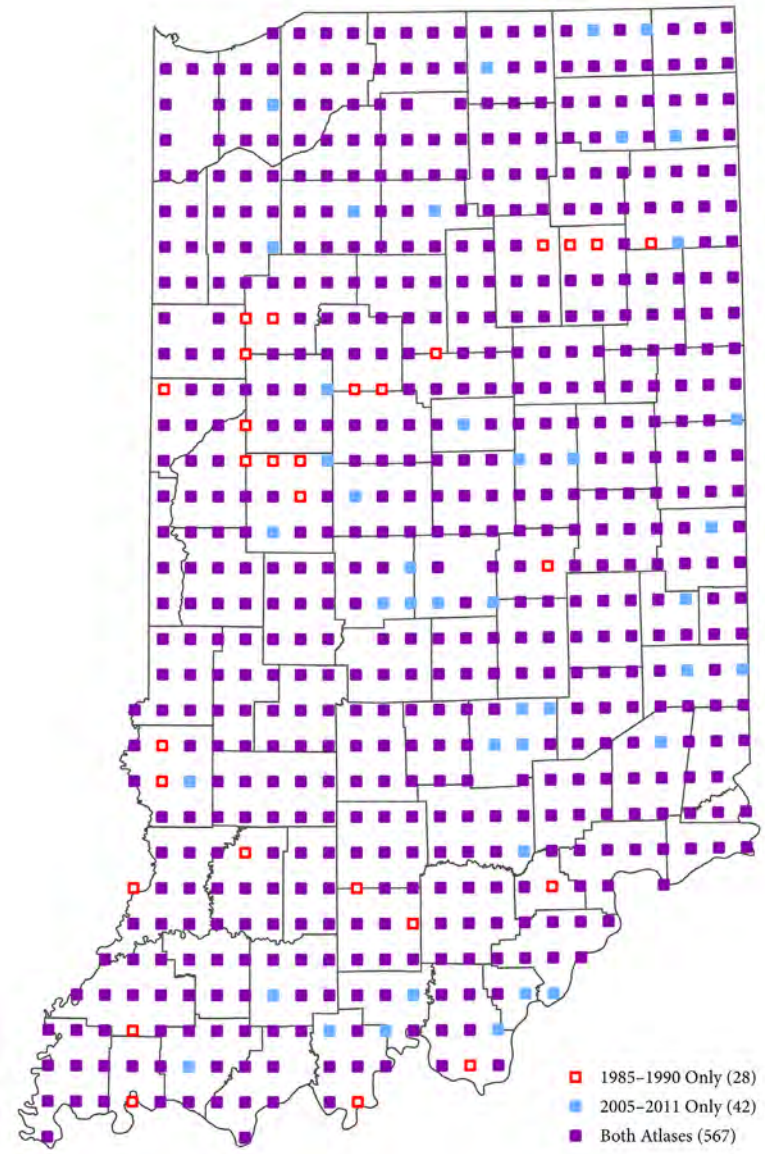 1985–1990 Only (28)
2005–2011 Only (42)
Both Atlases (567)